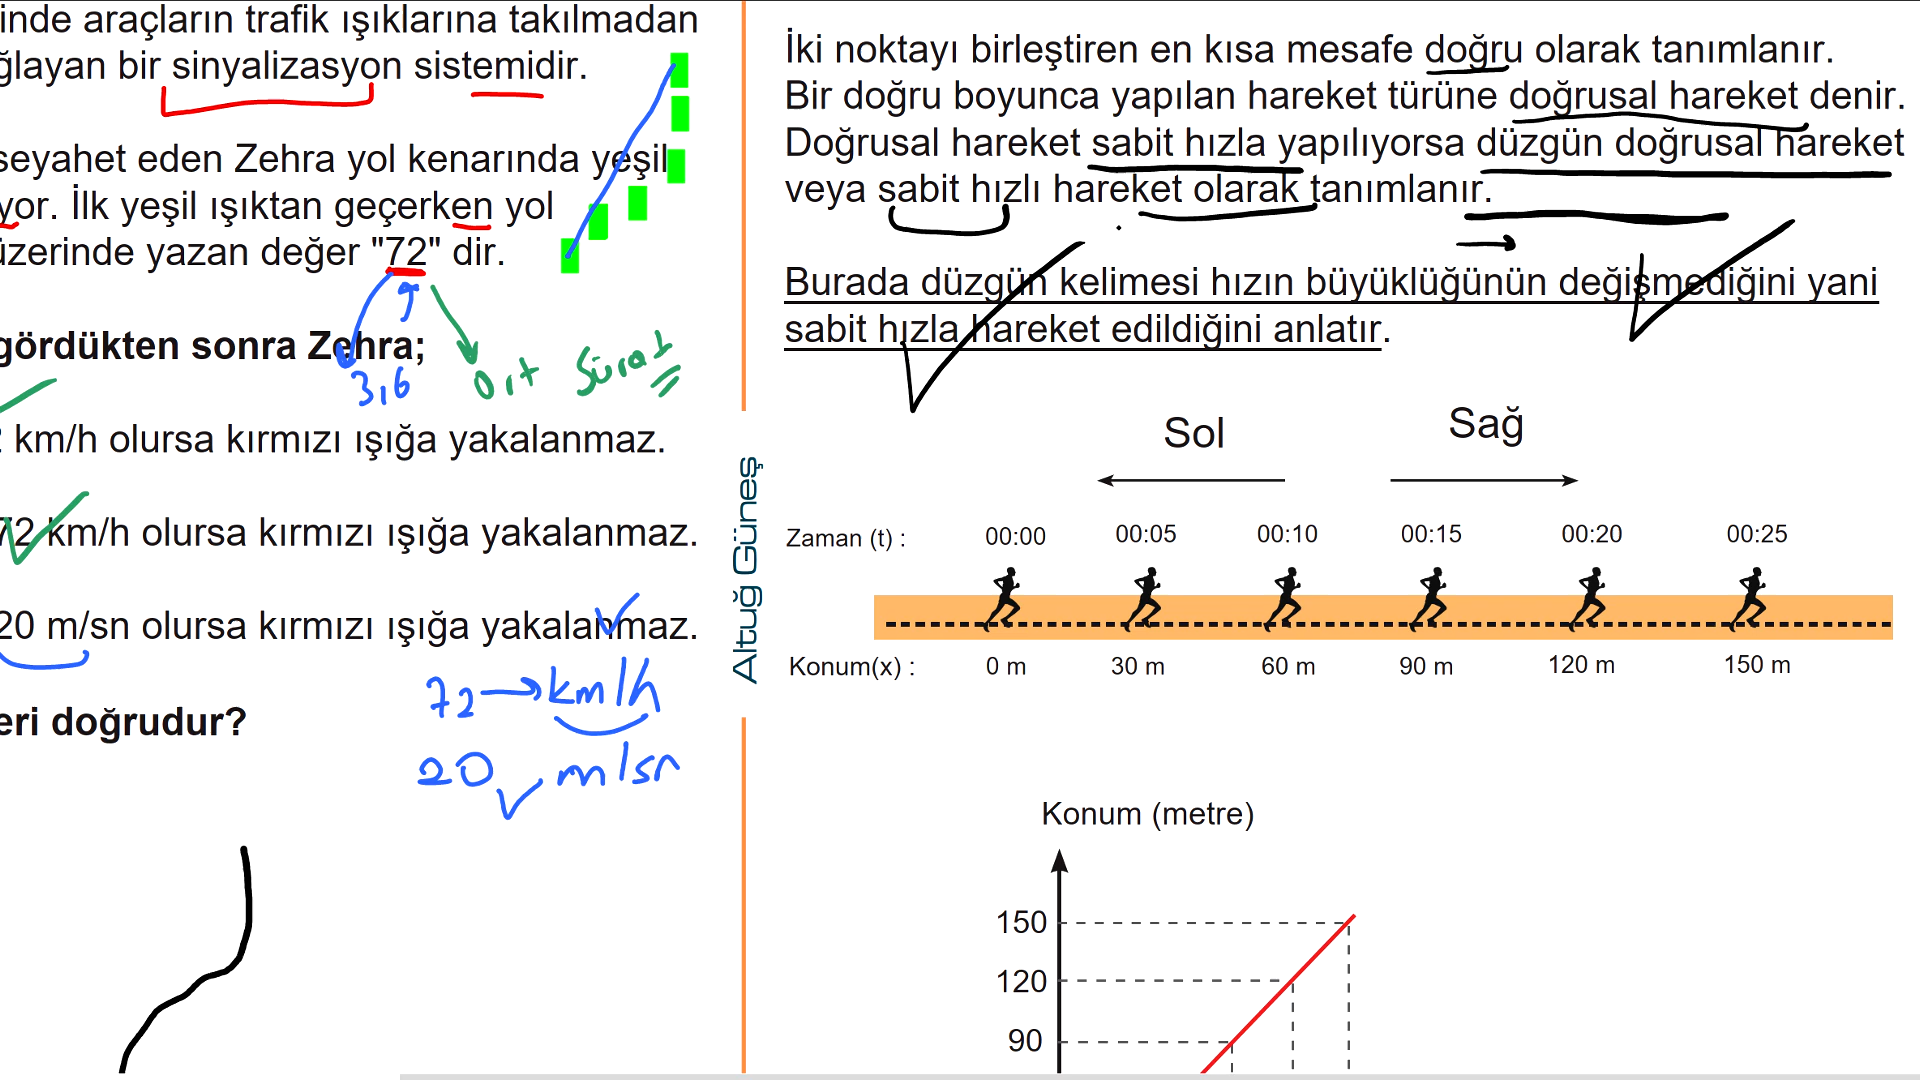 inde araçların trafik ışıklarına takılmadan
ğlayan bir sinyalizasyon sistemidir.
seyahet eden Zehra yol kenarında yeşil
yor. İlk yeşil ışıktan geçerken yol
üzerinde yazan değer "72" dir.
gördükten sonra Zehra;
3,6
Ort Sürat
km/h olursa kırmızı ışığa yakalanmaz.
72 km/h olursa kırmızı ışığa yakalanmaz.
20 m/sn olursa kırmızı ışığa yakalanmaz.
72 → km/h
20 m/sn
eri doğrudur?
Altuğ Güneş
İki noktayı birleştiren en kısa mesafe doğru olarak tanımlanır.
Bir doğru boyunca yapılan hareket türüne doğrusal hareket denir.
Doğrusal hareket sabit hızla yapılıyorsa düzgün doğrusal hareket
veya sabit hızlı hareket olarak tanımlanır.
Burada düzgün kelimesi hızın büyüklüğünün değişmediğini yani
sabit hızla hareket edildiğini anlatır.
Sol Sağ
Zaman (t) : 00:00 00:05 00:10 00:15 00:20 00:25
Konum(x) : 0 m 30 m 60 m 90 m 120 m 150 m
Konum (metre)
150
120
90